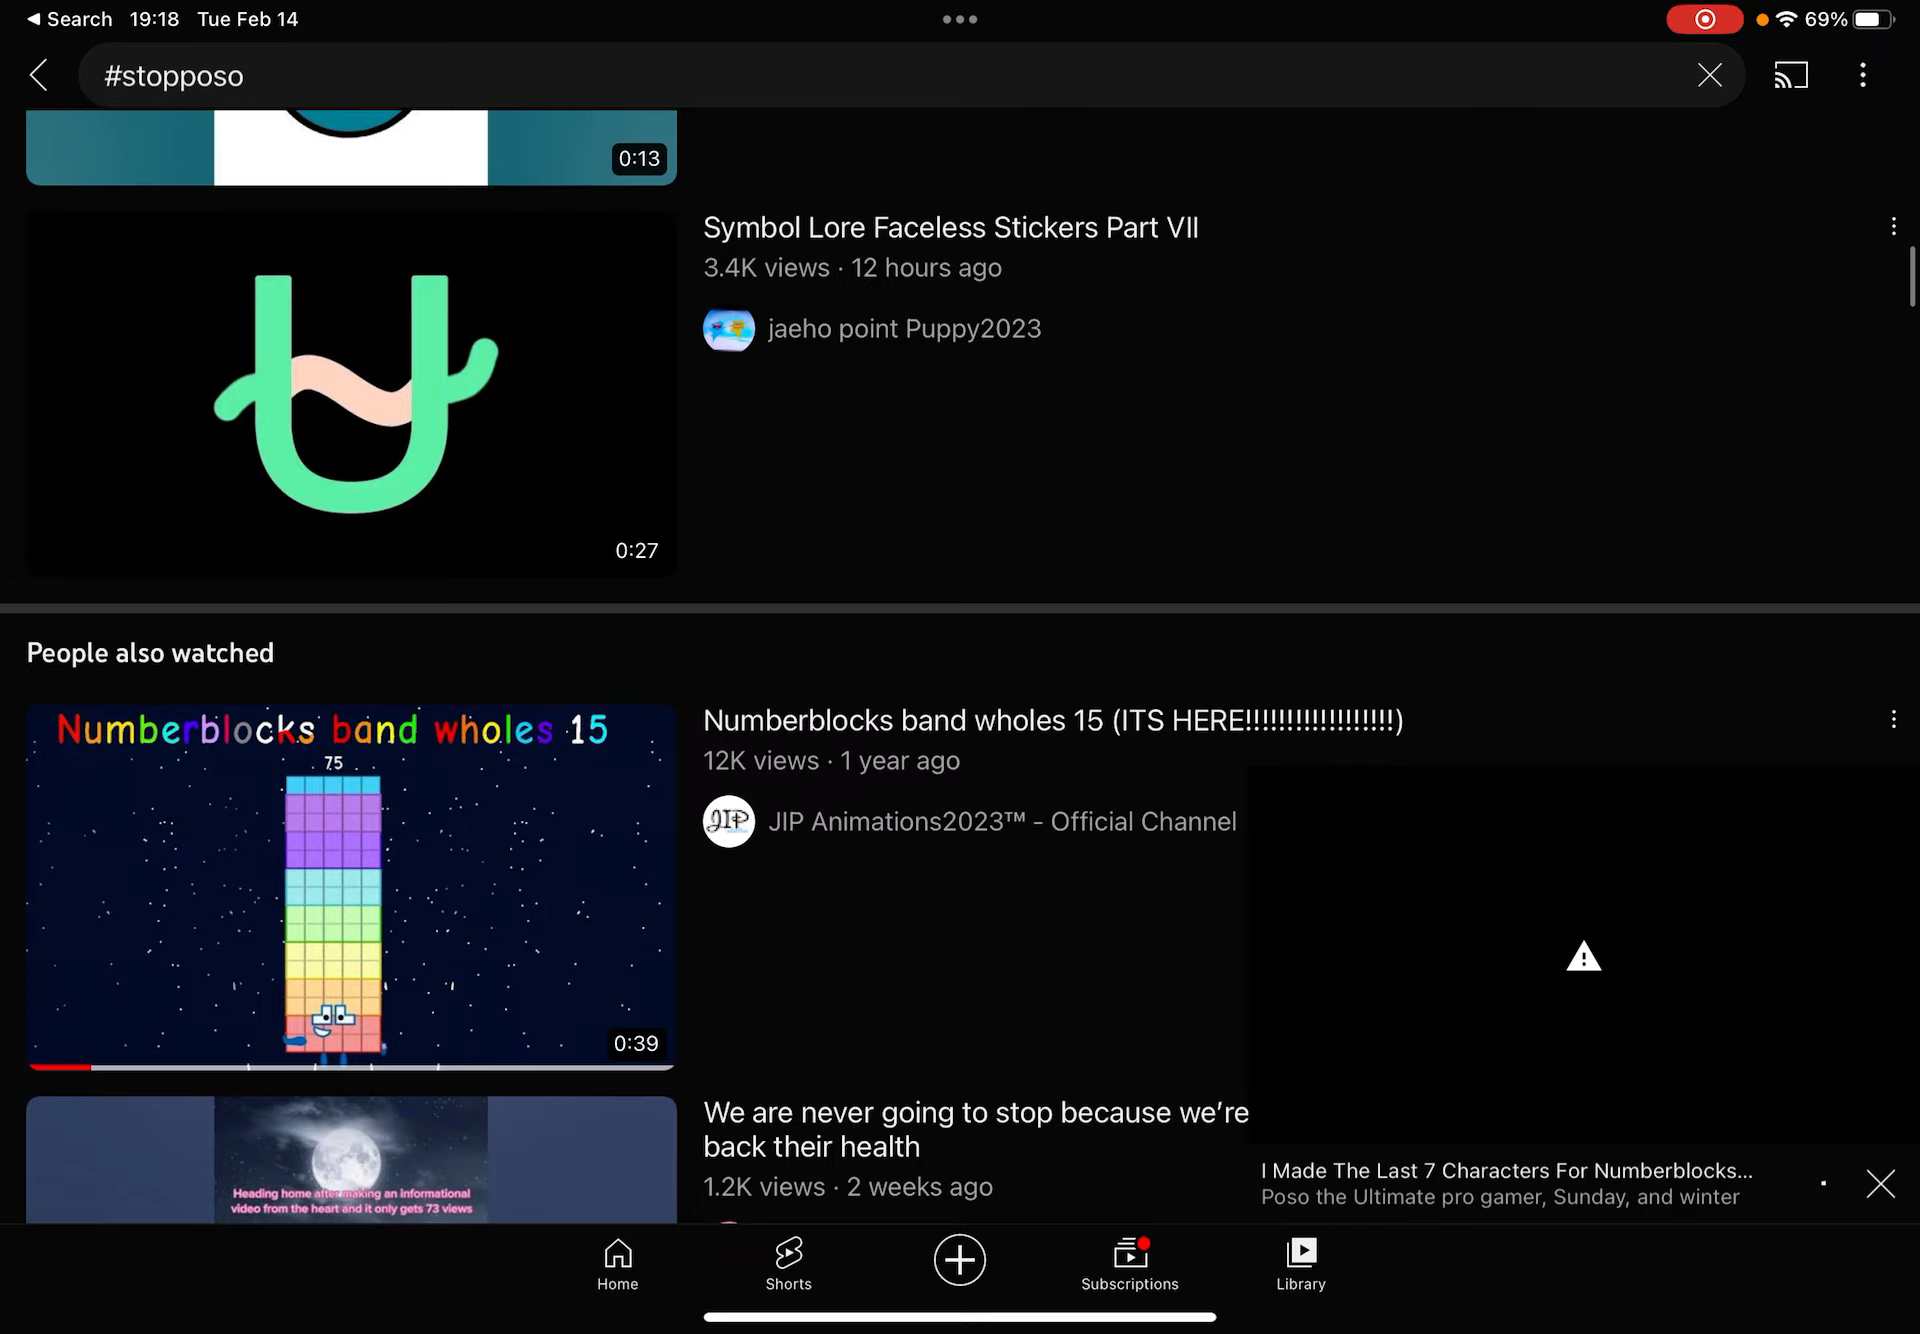 Search 19:18 Tue Feb 14
69%
#stopposo
0:13
Symbol Lore Faceless Stickers Part VII
3.4K views · 12 hours ago
jaeho point Puppy2023
0:27
People also watched
Numberblocks band wholes 15
75
0:39
Numberblocks band wholes 15 (ITS HERE!!!!!!!!!!!!!!!!!!)
12K views · 1 year ago
JIP
JIP Animations2023™ - Official Channel
Heading home after making an informational
video from the heart and it only gets 73 views
We are never going to stop because we’re
back their health
1.2K views · 2 weeks ago
I Made The Last 7 Characters For Numberblocks...
Poso the Ultimate pro gamer, Sunday, and winter
Home
Shorts
Subscriptions
Library